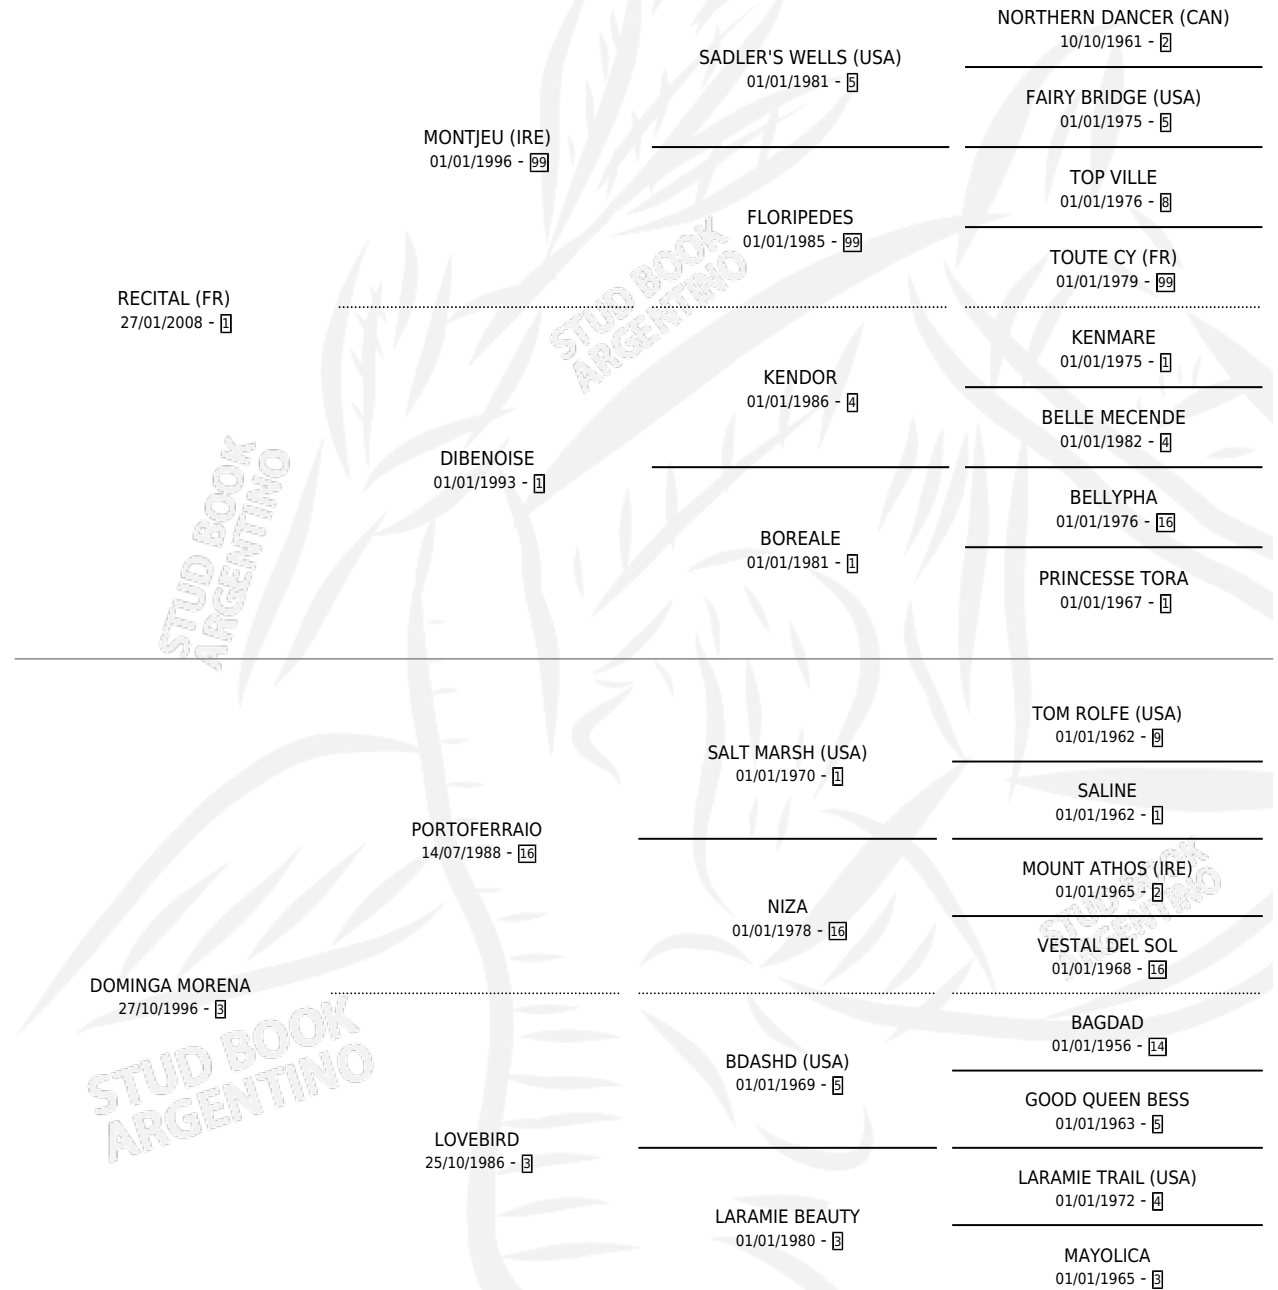 NORTHERN DANCER (CAN)
10/10/1961 - 2
SADLER'S WELLS (USA)
01/01/1981 - 5
FAIRY BRIDGE (USA)
01/01/1975 - 5
MONTJEU (IRE)
01/01/1996 - 99
TOP VILLE
01/01/1976 - 8
FLORIPEDES
01/01/1985 - 99
TOUTE CY (FR)
01/01/1979 - 99
STUD BOOK
ARGENTINO
RECITAL (FR)
27/01/2008 - 1
KENMARE
01/01/1975 - 1
KENDOR
01/01/1986 - 4
BELLE MECENDE
01/01/1982 - 4
DIBENOISE
01/01/1993 - 1
BELLYPHA
01/01/1976 - 16
BOREALE
01/01/1981 - 1
PRINCESSE TORA
01/01/1967 - 1
STUD BOOK
ARGENTINO
TOM ROLFE (USA)
01/01/1962 - 9
SALT MARSH (USA)
01/01/1970 - 1
SALINE
01/01/1962 - 1
PORTOFERRAIO
14/07/1988 - 16
MOUNT ATHOS (IRE)
01/01/1965 - 2
NIZA
01/01/1978 - 16
VESTAL DEL SOL
01/01/1968 - 16
STUD BOOK
ARGENTINO
DOMINGA MORENA
27/10/1996 - 3
BAGDAD
01/01/1956 - 14
BDASHD (USA)
01/01/1969 - 5
GOOD QUEEN BESS
01/01/1963 - 5
STUD BOOK
ARGENTINO
LOVEBIRD
25/10/1986 - 3
LARAMIE TRAIL (USA)
01/01/1972 - 4
LARAMIE BEAUTY
01/01/1980 - 3
MAYOLICA
01/01/1965 - 3